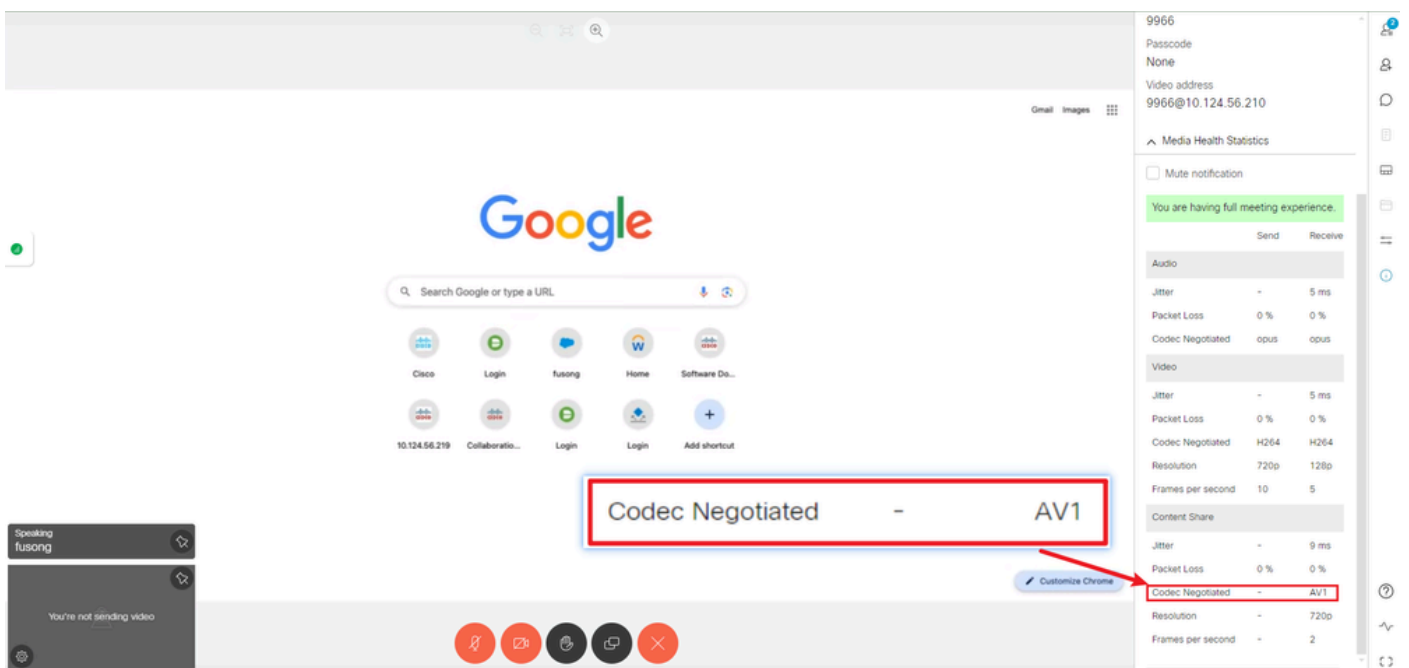 9966
Passcode
None
Video address
9966@10.124.56.210
Media Health Statistics
Mute notification
You are having full meeting experience.
Send Receive
Audio
Jitter - 5 ms
Packet Loss 0 % 0 %
Codec Negotiated opus opus
Video
Jitter - 5 ms
Packet Loss 0 % 0 %
Codec Negotiated H264 H264
Resolution 720p 128p
Frames per second 10 5
Content Share
Jitter - 9 ms
Packet Loss 0 % 0 %
Codec Negotiated - AV1
Resolution - 720p
Frames per second - 2
2
Gmail Images
Google
Search Google or type a URL
Cisco Login fusong Home Software Do...
10.124.56.219 Collaboratio... Login Login Add shortcut
Codec Negotiated - AV1
Customize Chrome
Speaking
fusong
You're not sending video